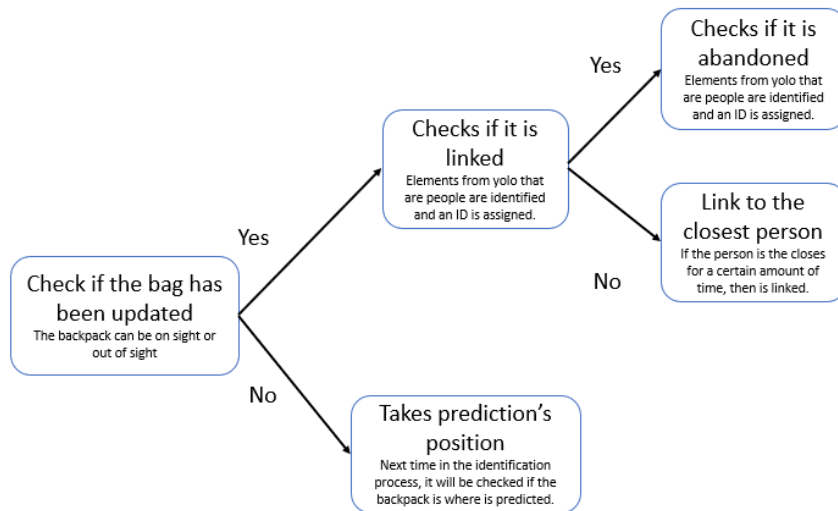 Check if the bag has
been updated
The backpack can be on sight or
out of sight
Yes
No
Checks if it is
linked
Elements from yolo that
are people are identified
and an ID is assigned.
Takes prediction's
position
Next time in the identification
process, it will be checked if the
backpack is where is predicted.
Yes
No
Checks if it is
abandoned
Elements from yolo that
are people are identified
and an ID is assigned.
Link to the
closest person
If the person is the closes
for a certain amount of
time, then is linked.